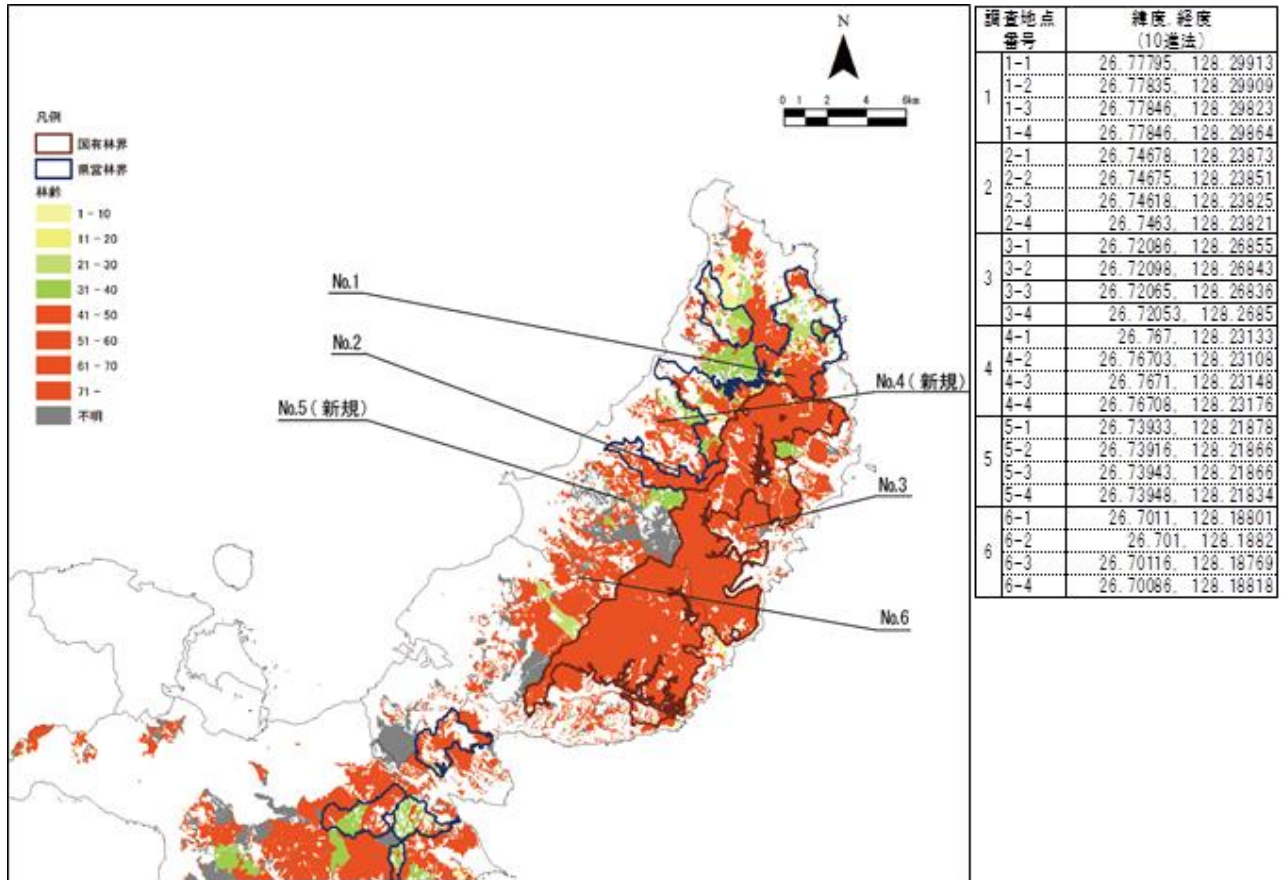 N
0 1 2 4 6km
凡例
国有林界
県営林界
林齢
1 - 10
11 - 20
21 - 30
31 - 40
41 - 50
51 - 60
61 - 70
71 -
不明
No.1
No.2
No.4(新規)
No.5(新規)
No.3
No.6
調査地点番号 緯度,経度(10進法)
1
1-1 26.77795, 128.29913
1-2 26.77835, 128.29909
1-3 26.77846, 128.29823
1-4 26.77846, 128.29864
2
2-1 26.74678, 128.23873
2-2 26.74675, 128.23851
2-3 26.74618, 128.23825
2-4 26.7463, 128.23821
3
3-1 26.72086, 128.26855
3-2 26.72098, 128.26843
3-3 26.72065, 128.26836
3-4 26.72053, 128.2685
4
4-1 26.767, 128.23133
4-2 26.76703, 128.23108
4-3 26.7671, 128.23148
4-4 26.76708, 128.23176
5
5-1 26.73933, 128.21878
5-2 26.73916, 128.21866
5-3 26.73943, 128.21866
5-4 26.73948, 128.21834
6
6-1 26.7011, 128.18801
6-2 26.701, 128.1882
6-3 26.70116, 128.18769
6-4 26.70086, 128.18818